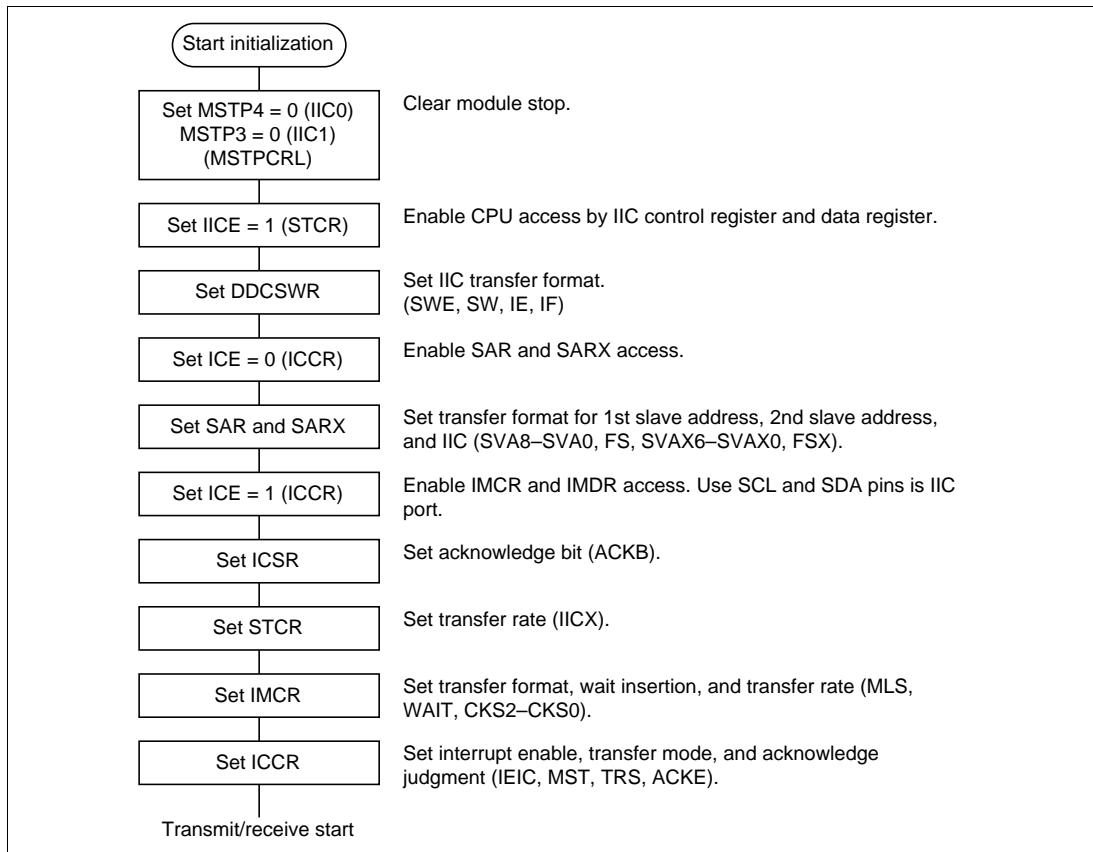 Start initialization
Set MSTP4 = 0 (IIC0)
MSTP3 = 0 (IIC1)
(MSTPCRL)
Clear module stop.
Set IICE = 1 (STCR)
Enable CPU access by IIC control register and data register.
Set DDCSWR
Set IIC transfer format.
(SWE, SW, IE, IF)
Set ICE = 0 (ICCR)
Enable SAR and SARX access.
Set SAR and SARX
Set transfer format for 1st slave address, 2nd slave address,
and IIC (SVA8–SVA0, FS, SVAX6–SVAX0, FSX).
Set ICE = 1 (ICCR)
Enable IMCR and IMDR access. Use SCL and SDA pins is IIC
port.
Set ICSR
Set acknowledge bit (ACKB).
Set STCR
Set transfer rate (IICX).
Set IMCR
Set transfer format, wait insertion, and transfer rate (MLS,
WAIT, CKS2–CKS0).
Set ICCR
Set interrupt enable, transfer mode, and acknowledge
judgment (IEIC, MST, TRS, ACKE).
Transmit/receive start